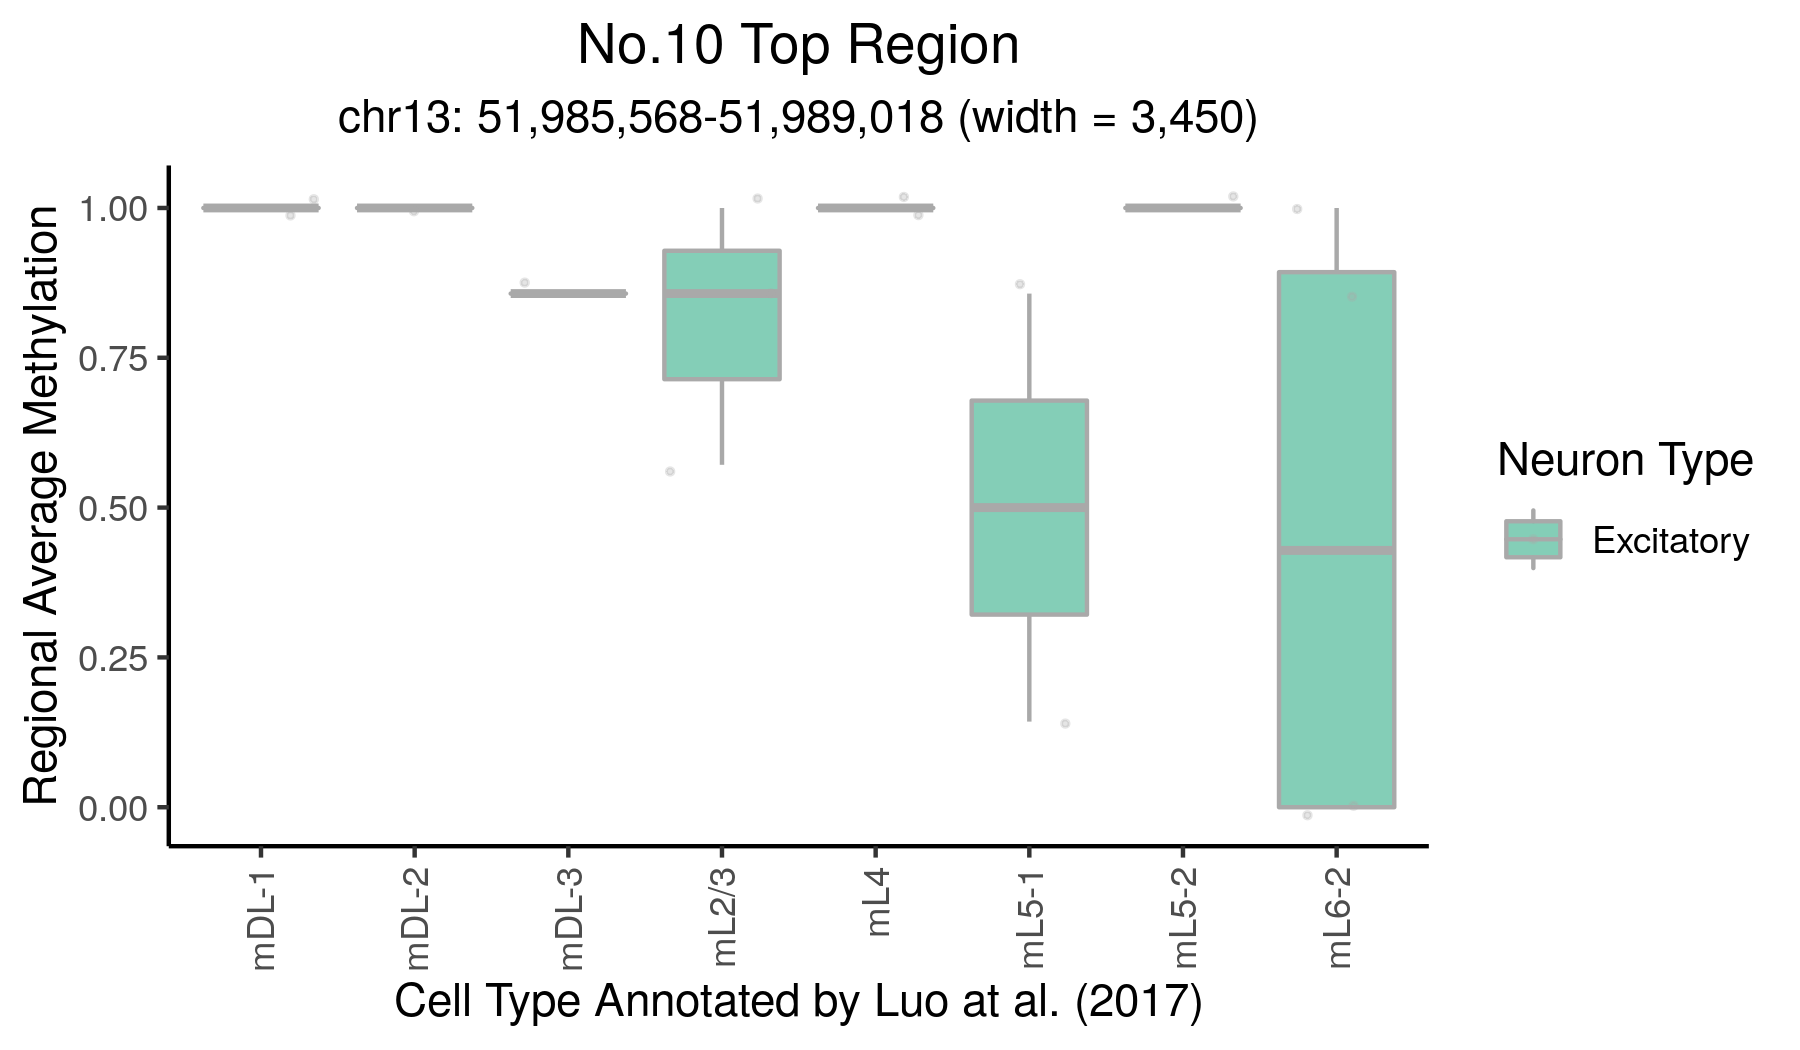 No.10 Top Region
chr13: 51,985,568-51,989,018 (width = 3,450)
Regional Average Methylation
1.00
0.75
0.50
0.25
0.00
mDL-1
mDL-2
mDL-3
mL2/3
mL4
mL5-1
mL5-2
mL6-2
Cell Type Annotated by Luo at al. (2017)
Neuron Type
Excitatory